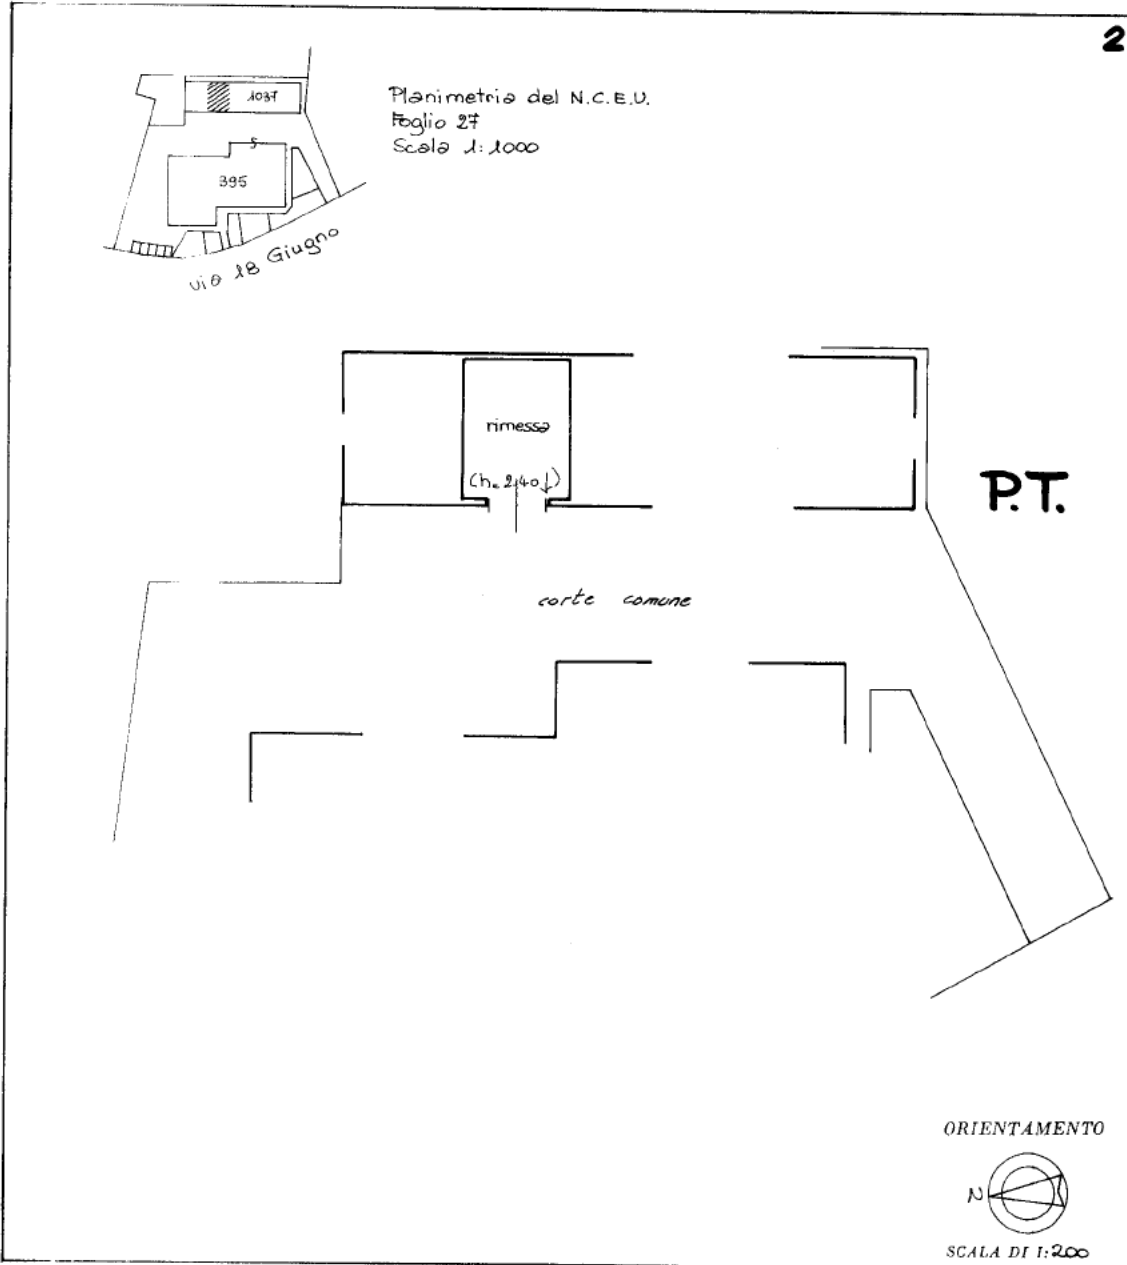 2
Planimetria del N.C.E.U.
Foglio 27
Scala 1:1000
1037
395
via 18 Giugno
rimessa
(h. 2,40↓)
P.T.
corte comune
ORIENTAMENTO
N
SCALA DI 1:200